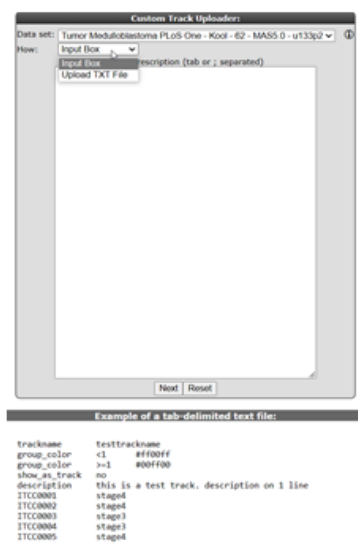 Custom Track Uploader:
Data set: Tumor Medulloblastoma PLoS One - Kool - 62 - MAS5.0 - u133p2
How: Input Box
Input Box
description (tab or ; separated)
Upload TXT File
Next Reset
Example of a tab-delimited text file:
trackname testtrackname
group_color <1 #ff00ff
group_color >=1 #00ff00
show_as_track no
description this is a test track. description on 1 line
ITCC0001 stage4
ITCC0002 stage4
ITCC0003 stage3
ITCC0004 stage3
ITCC0005 stage4